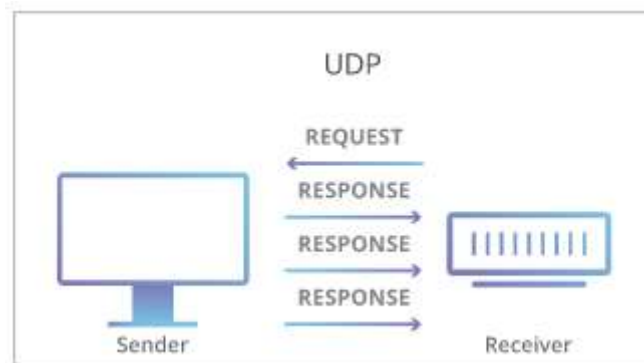 UDP
REQUEST
RESPONSE
RESPONSE
RESPONSE
Sender
Receiver